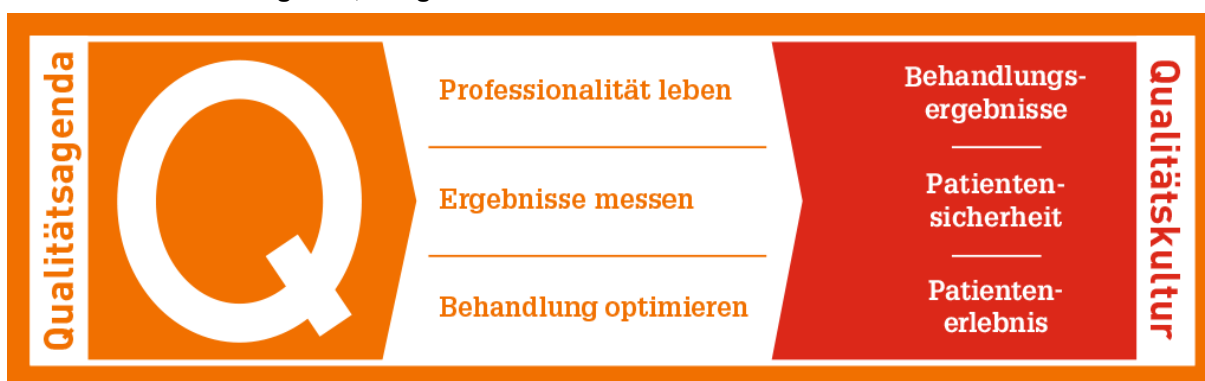 Qualitätsagenda
Q
Professionalität leben
Ergebnisse messen
Behandlung optimieren
Behandlungs-
ergebnisse
Patienten-
sicherheit
Patienten-
erlebnis
Qualitätskultur